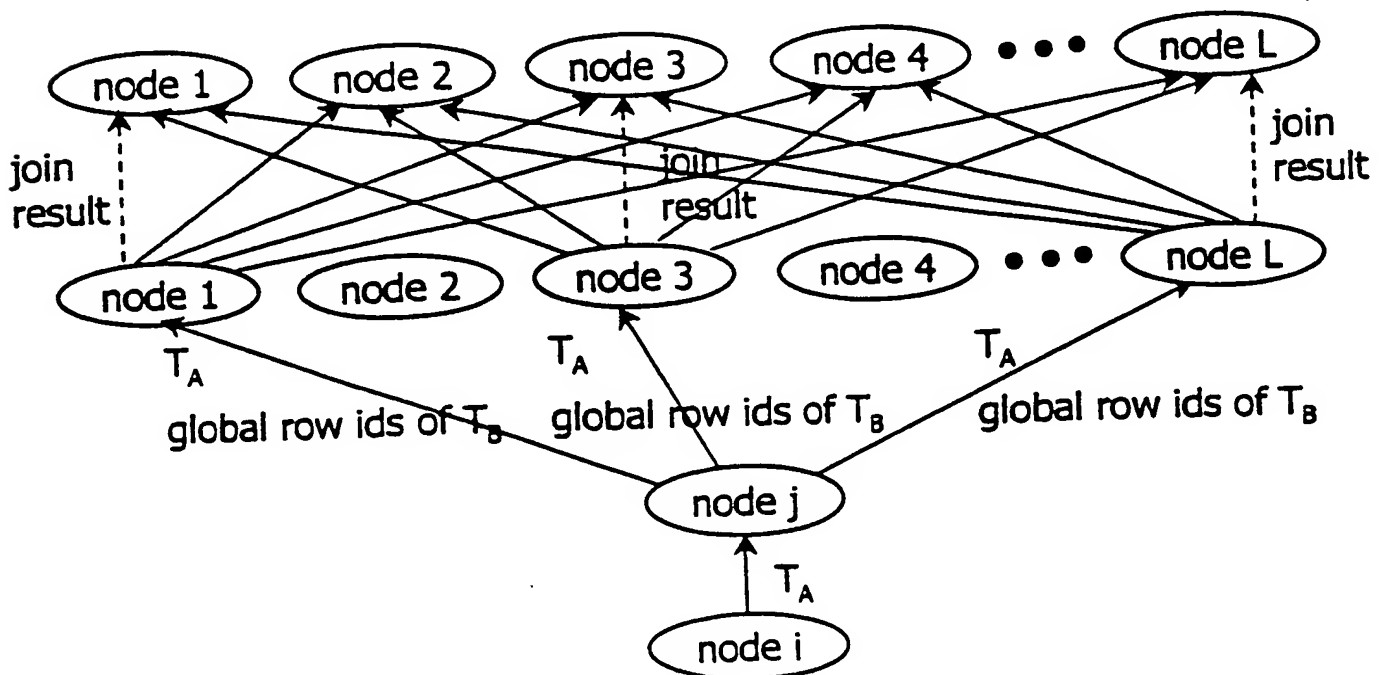 node 1 node 2 node 3 node 4 node L
join
result
join
result
join
result
node 1 node 2 node 3 node 4 node L
T_A T_A T_A
global row ids of T_B global row ids of T_B global row ids of T_B
node j
T_A
node i